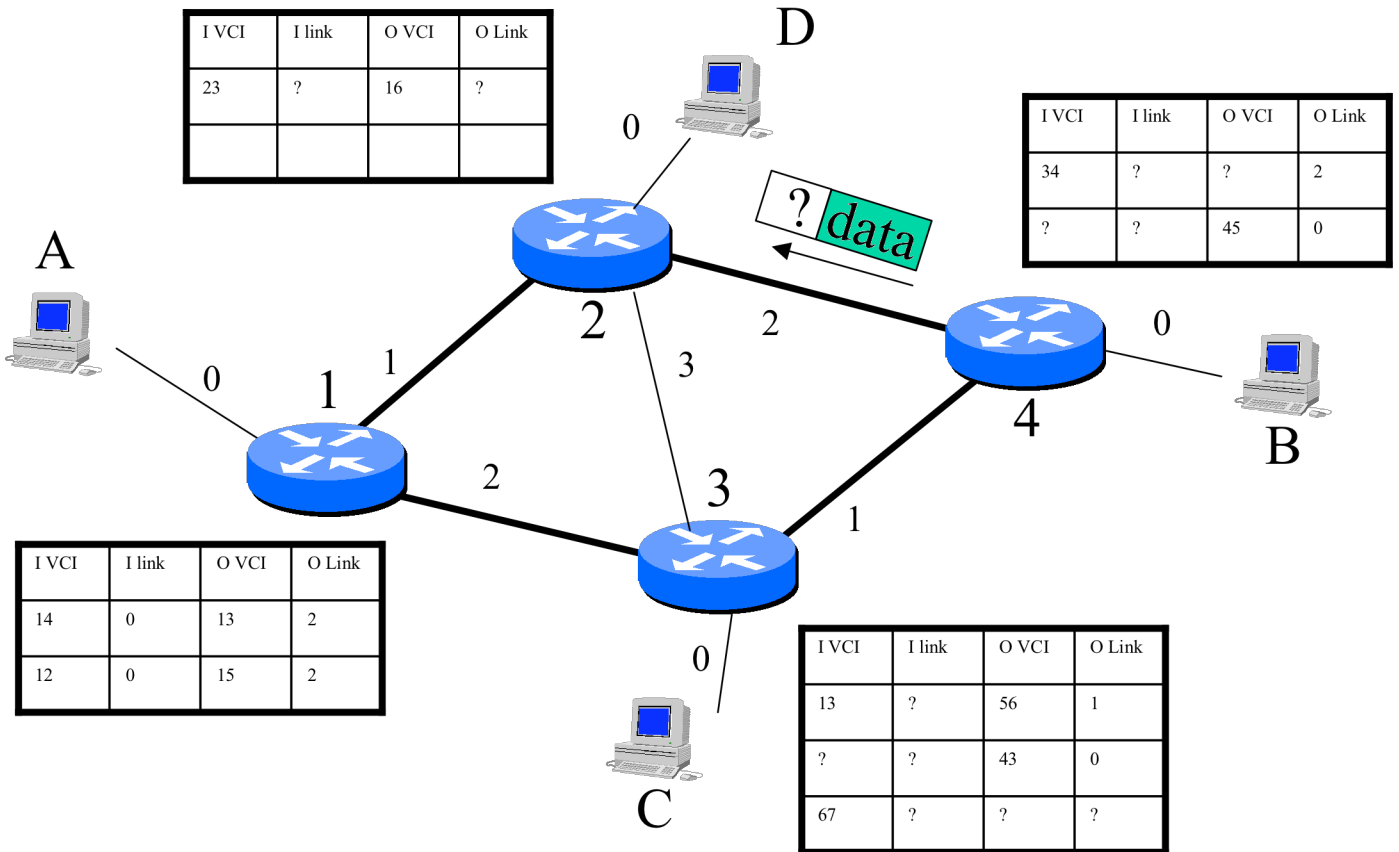 I VCI I link O VCI O Link
23 ? 16 ?
D
0
I VCI I link O VCI O Link
34 ? ? 2
? ? 45 0
? data
A
0
1
1
2
2
3
0
4
B
2
3
1
I VCI I link O VCI O Link
14 0 13 2
12 0 15 2
0
C
I VCI I link O VCI O Link
13 ? 56 1
? ? 43 0
67 ? ? ?